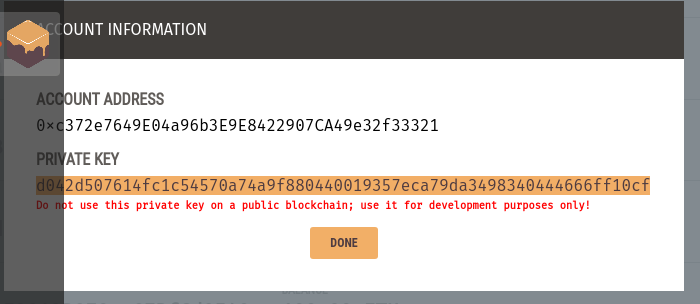 ACCOUNT INFORMATION
ACCOUNT ADDRESS
0×c372e7649E04a96b3E9E8422907CA49e32f33321
PRIVATE KEY
d042d507614fc1c54570a74a9f880440019357eca79da3498340444666ff10cf
Do not use this private key on a public blockchain; use it for development purposes only!
DONE